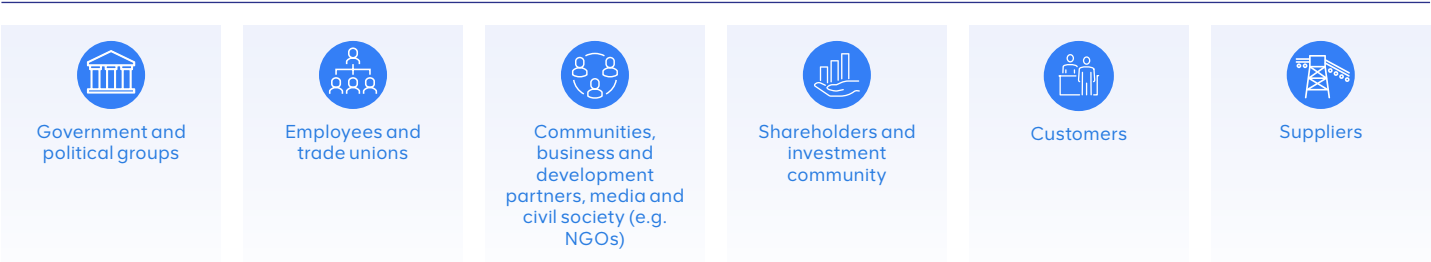 Government and
political groups
Employees and
trade unions
Communities,
business and
development
partners, media and
civil society (e.g.
NGOs)
Shareholders and
investment
community
Customers
Suppliers